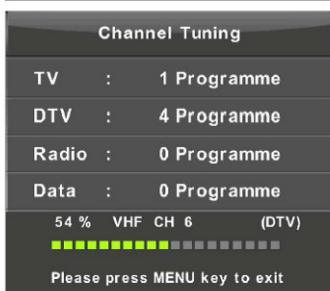 Channel Tuning
TV : 1 Programme
DTV : 4 Programme
Radio : 0 Programme
Data : 0 Programme
54 % VHF CH 6 (DTV)
Please press MENU key to exit